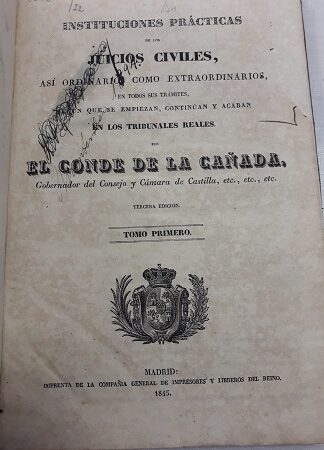 INSTITUCIONES PRÁCTICAS
DE LOS
JUICIOS CIVILES,
ASÍ ORDINARIOS COMO EXTRAORDINARIOS,
EN TODOS SUS TRÁMITES,
QUE SE EMPIEZAN, CONTINÚAN Y ACABAN
EN LOS TRIBUNALES REALES.
POR
EL CONDE DE LA CAÑADA,
Gobernador del Consejo y Cámara de Castilla, etc., etc., etc.
TERCERA EDICION.
TOMO PRIMERO.
MADRID:
IMPRENTA DE LA COMPAÑIA GENERAL DE IMPRESORES Y LIBREROS DEL REINO.
1845.